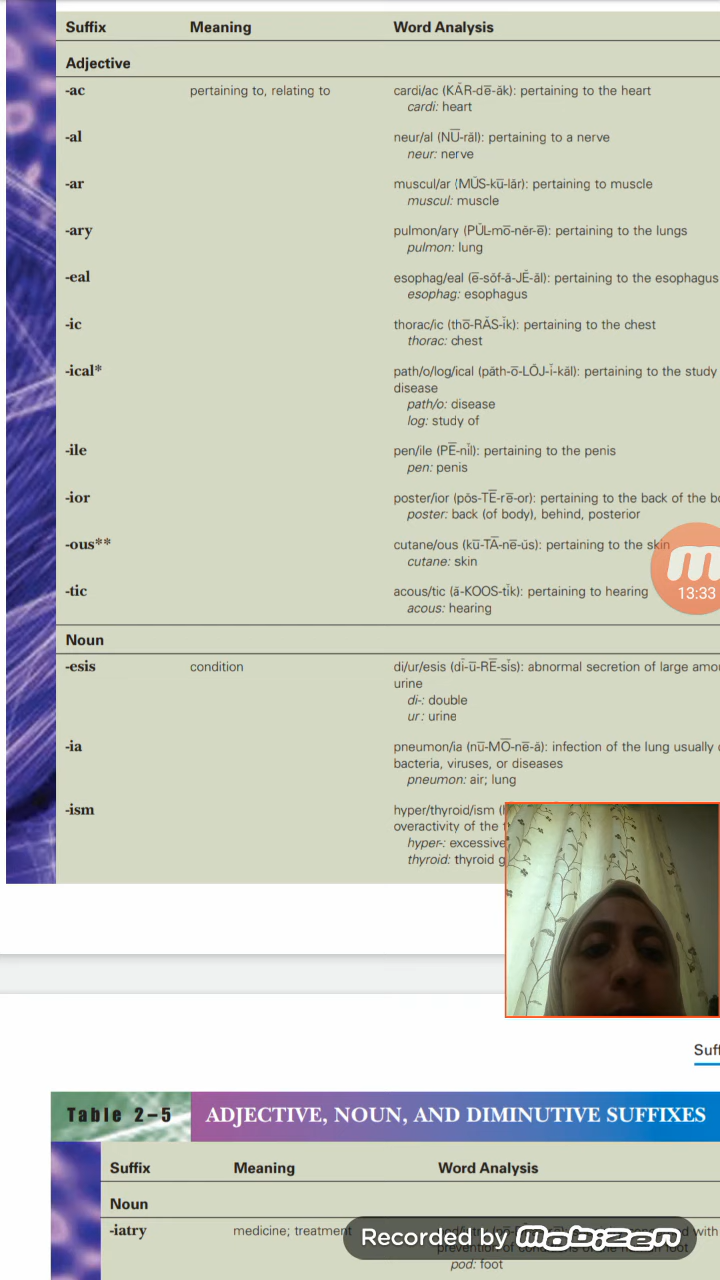 Suffix Meaning Word Analysis
Adjective
-ac pertaining to, relating to cardi/ac (KĂR-dē-ăk): pertaining to the heart
cardi: heart
-al neur/al (NŪ-răl): pertaining to a nerve
neur: nerve
-ar muscul/ar (MŬS-kū-lăr): pertaining to muscle
muscul: muscle
-ary pulmon/ary (PŬL-mō-nĕr-ē): pertaining to the lungs
pulmon: lung
-eal esophag/eal (ē-sŏf-ă-JĒ-ăl): pertaining to the esophagus
esophag: esophagus
-ic thorac/ic (thō-RĂS-ĭk): pertaining to the chest
thorac: chest
-ical* path/o/log/ical (păth-ō-LŎJ-ĭ-kăl): pertaining to the study
disease
path/o: disease
log: study of
-ile pen/ile (PĒ-nĭl): pertaining to the penis
pen: penis
-ior poster/ior (pŏs-TĒ-rē-or): pertaining to the back of the bo
poster: back (of body), behind, posterior
-ous** cutane/ous (kū-TĀ-nē-ŭs): pertaining to the skin
cutane: skin
13:33
-tic acous/tic (ă-KOOS-tĭk): pertaining to hearing
acous: hearing
Noun
-esis condition di/ur/esis (dī-ū-RĒ-sĭs): abnormal secretion of large amou
urine
di-: double
ur: urine
-ia pneumon/ia (nū-MŌ-nē-ă): infection of the lung usually
bacteria, viruses, or diseases
pneumon: air; lung
-ism hyper/thyroid/ism
overactivity of the
hyper-: excessive
thyroid: thyroid g
Suff
Table 2–5 ADJECTIVE, NOUN, AND DIMINUTIVE SUFFIXES
Suffix Meaning Word Analysis
Noun
-iatry medicine; treatment
Recorded by mobizen
pod: foot